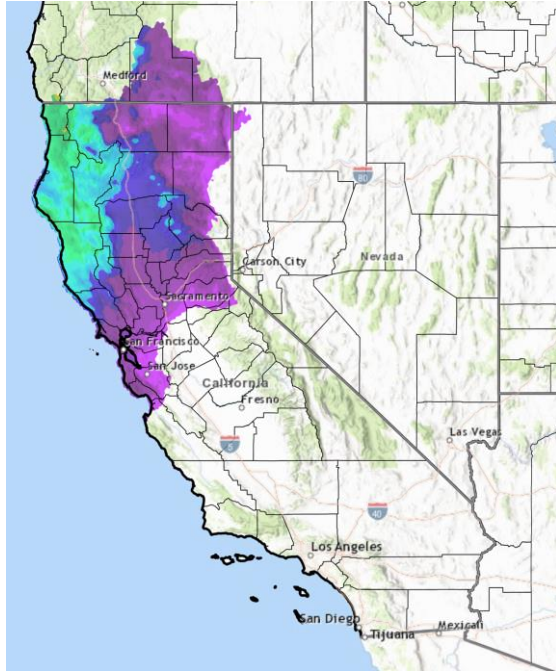 Medford
80
Carson City
Nevada
Sacramento
San Francisco
San Jose
California
Fresno
Las Vegas
5
40
Los Angeles
San Diego
Tijuana
Mexicali